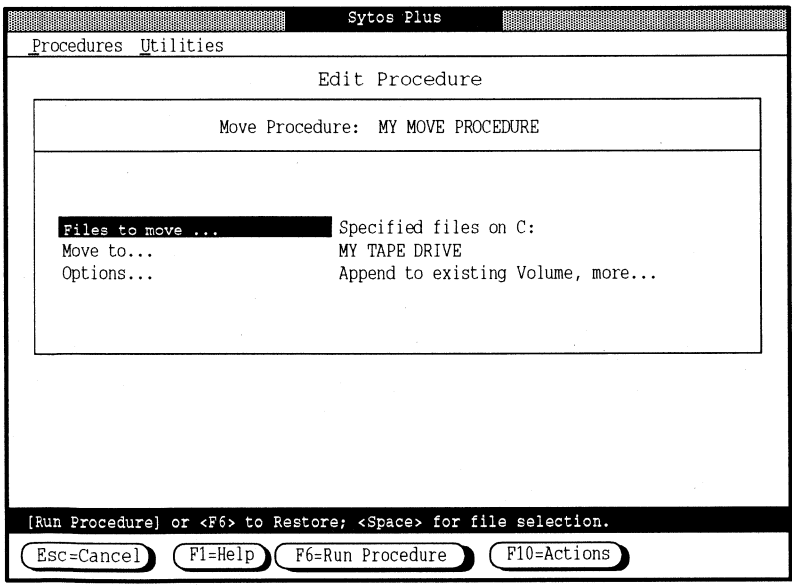 Sytos Plus
Procedures Utilities
Edit Procedure
Move Procedure: MY MOVE PROCEDURE
Files to move ... Specified files on C:
Move to... MY TAPE DRIVE
Options... Append to existing Volume, more...
[Run Procedure] or <F6> to Restore; <Space> for file selection.
Esc=Cancel F1=Help F6=Run Procedure F10=Actions